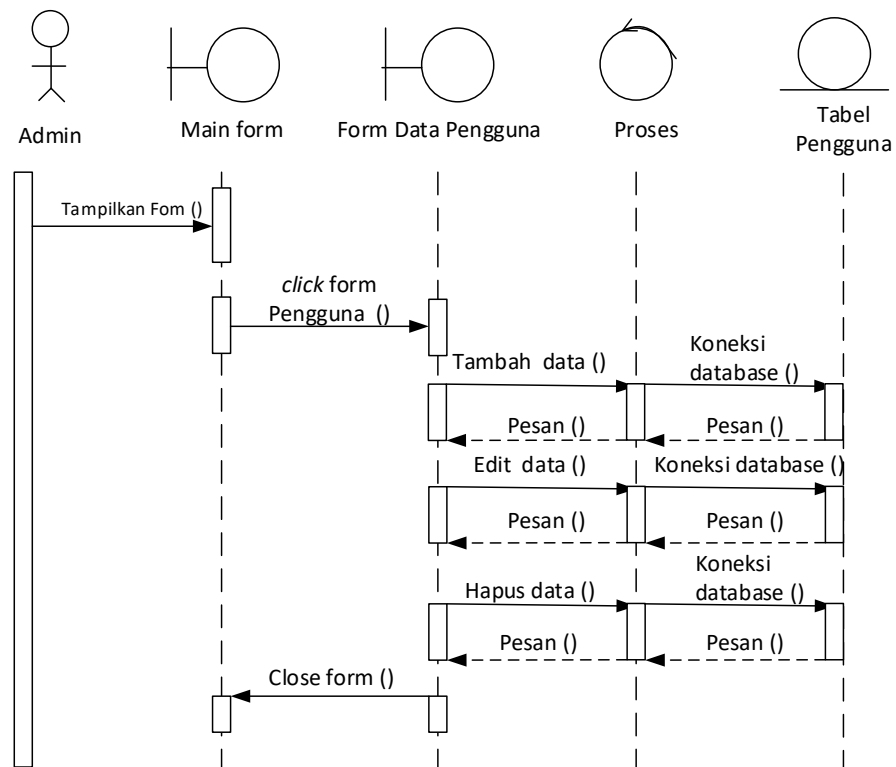 Admin
Main form
Form Data Pengguna
Proses
Tabel
Pengguna
Tampilkan Fom ()
click form
Pengguna ()
Tambah data ()
Koneksi
database ()
Pesan ()
Pesan ()
Edit data ()
Koneksi database ()
Pesan ()
Pesan ()
Hapus data ()
Koneksi
database ()
Pesan ()
Pesan ()
Close form ()